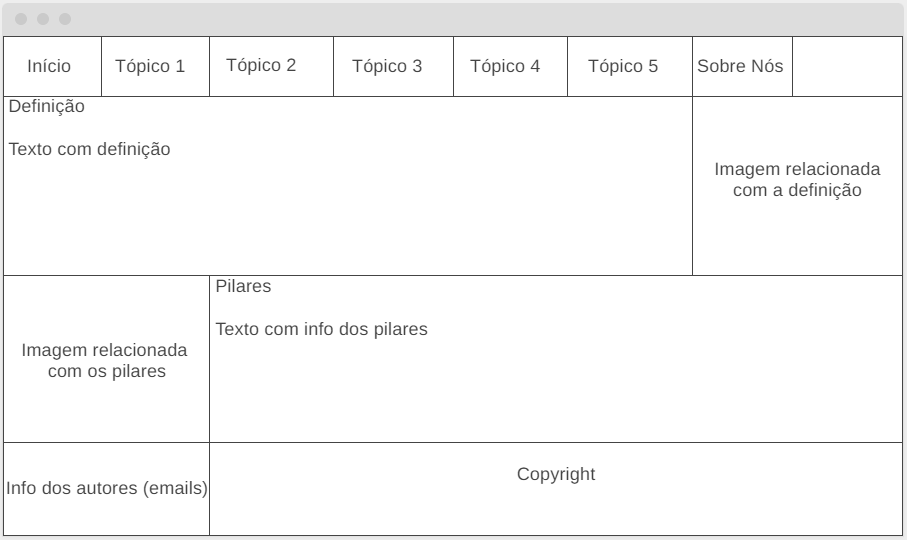 Início
Tópico 1
Tópico 2
Tópico 3
Tópico 4
Tópico 5
Sobre Nós
Definição
Texto com definição
Imagem relacionada
com a definição
Imagem relacionada
com os pilares
Pilares
Texto com info dos pilares
Info dos autores (emails)
Copyright